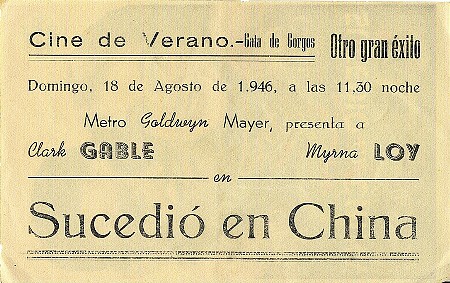 Cine de Verano.-Gata de Gorgos Otro gran éxito
Domingo, 18 de Agosto de 1.946, a las 11,30 noche
Metro Goldwyn Mayer, presenta a
Clark GABLE Myrna LOY
en
Sucedió en China